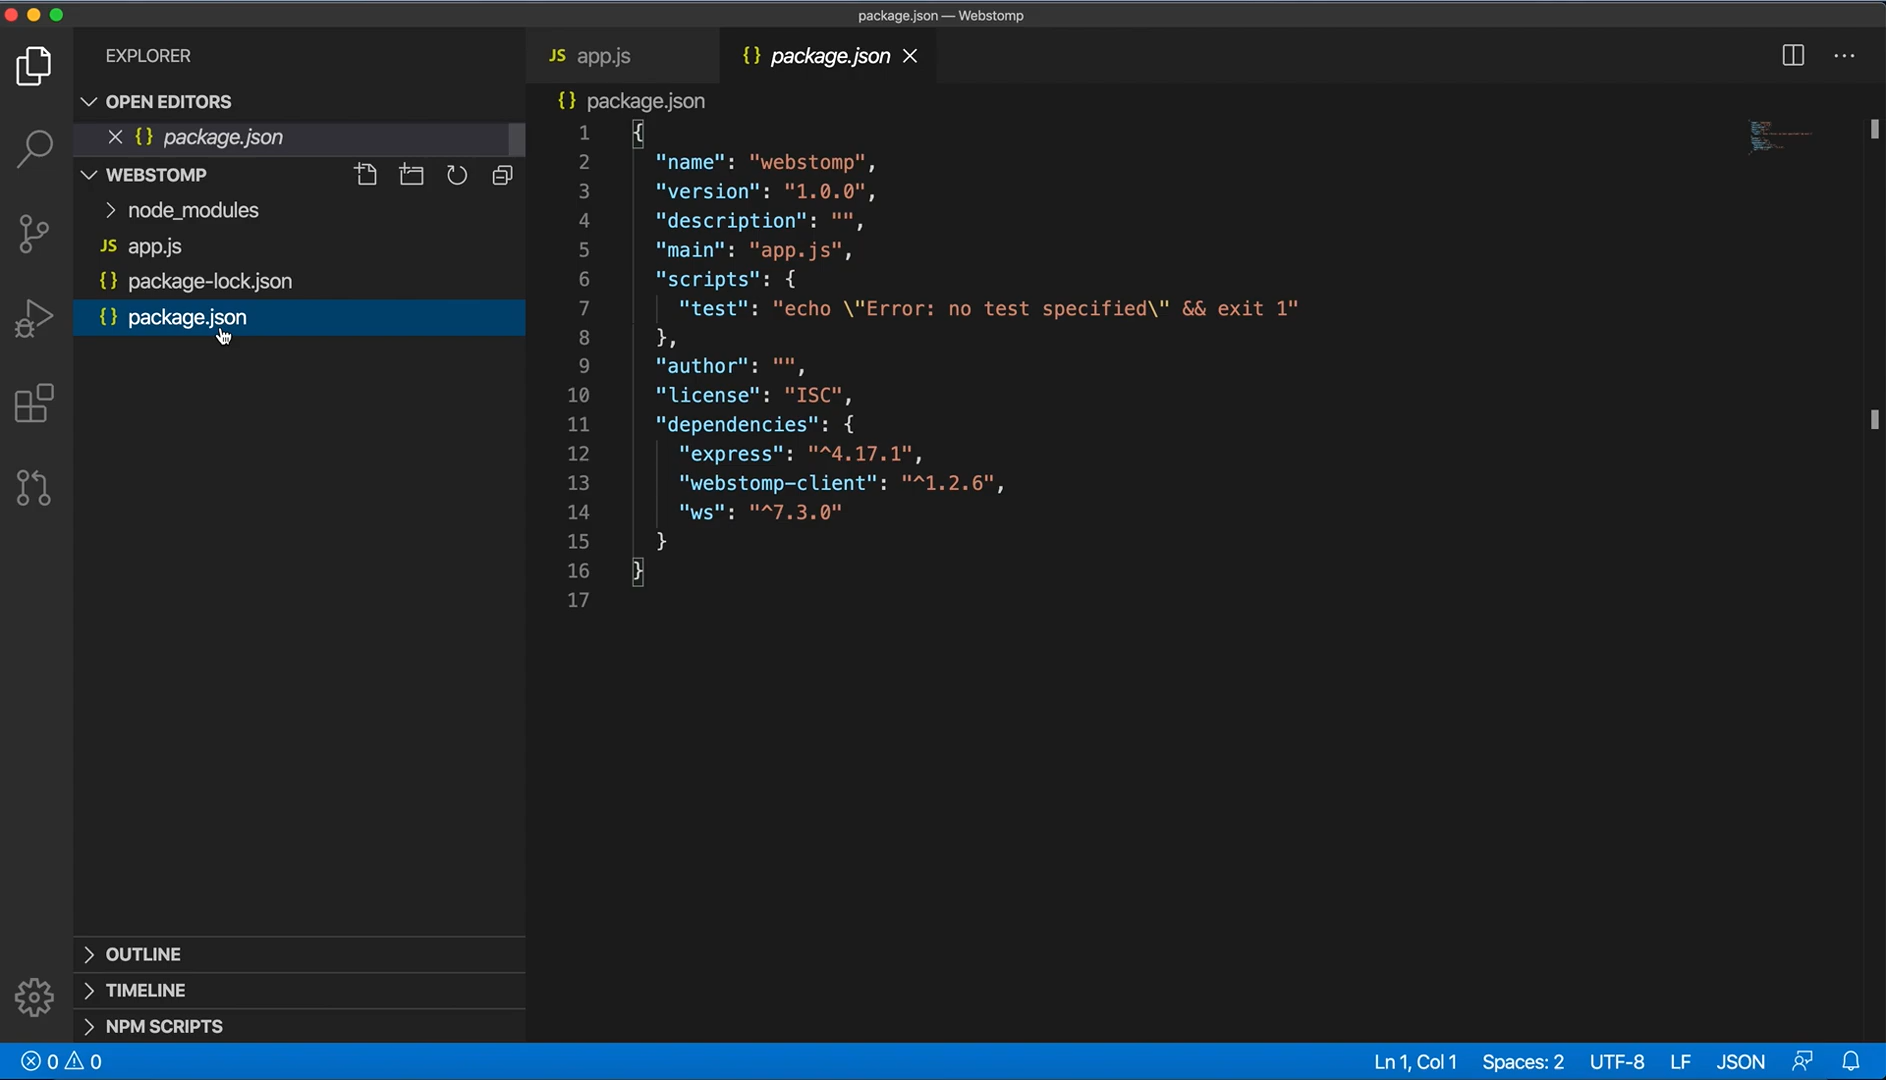 package.json — Webstomp
EXPLORER
OPEN EDITORS
{} package.json
WEBSTOMP
node_modules
JS app.js
{} package-lock.json
{} package.json
OUTLINE
TIMELINE
NPM SCRIPTS
JS app.js
{} package.json
{} package.json
1 {
2 "name": "webstomp",
3 "version": "1.0.0",
4 "description": "",
5 "main": "app.js",
6 "scripts": {
7 "test": "echo \"Error: no test specified\" && exit 1"
8 },
9 "author": "",
10 "license": "ISC",
11 "dependencies": {
12 "express": "^4.17.1",
13 "webstomp-client": "^1.2.6",
14 "ws": "^7.3.0"
15 }
16 }
17
0 0
Ln 1, Col 1 Spaces: 2 UTF-8 LF JSON